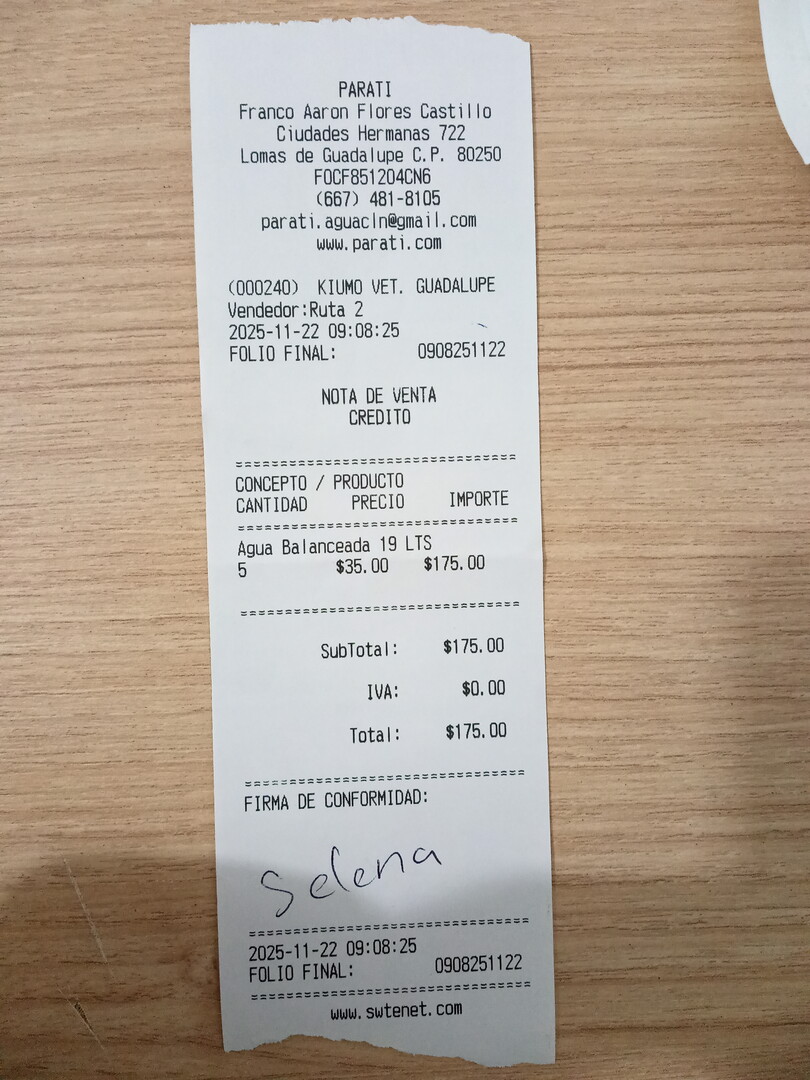 PARATI
Franco Aaron Flores Castillo
Ciudades Hermanas 722
Lomas de Guadalupe C.P. 80250
FOCF851204CN6
(667) 481-8105
parati.aguacln@gmail.com
www.parati.com
(000240) KIUMO VET. GUADALUPE
Vendedor:Ruta 2
2025-11-22 09:08:25
FOLIO FINAL: 0908251122
NOTA DE VENTA
CREDITO
CONCEPTO / PRODUCTO
CANTIDAD PRECIO IMPORTE
Agua Balanceada 19 LTS
5 $35.00 $175.00
SubTotal: $175.00
IVA: $0.00
Total: $175.00
FIRMA DE CONFORMIDAD:
Selena
2025-11-22 09:08:25
FOLIO FINAL: 0908251122
www.swtenet.com